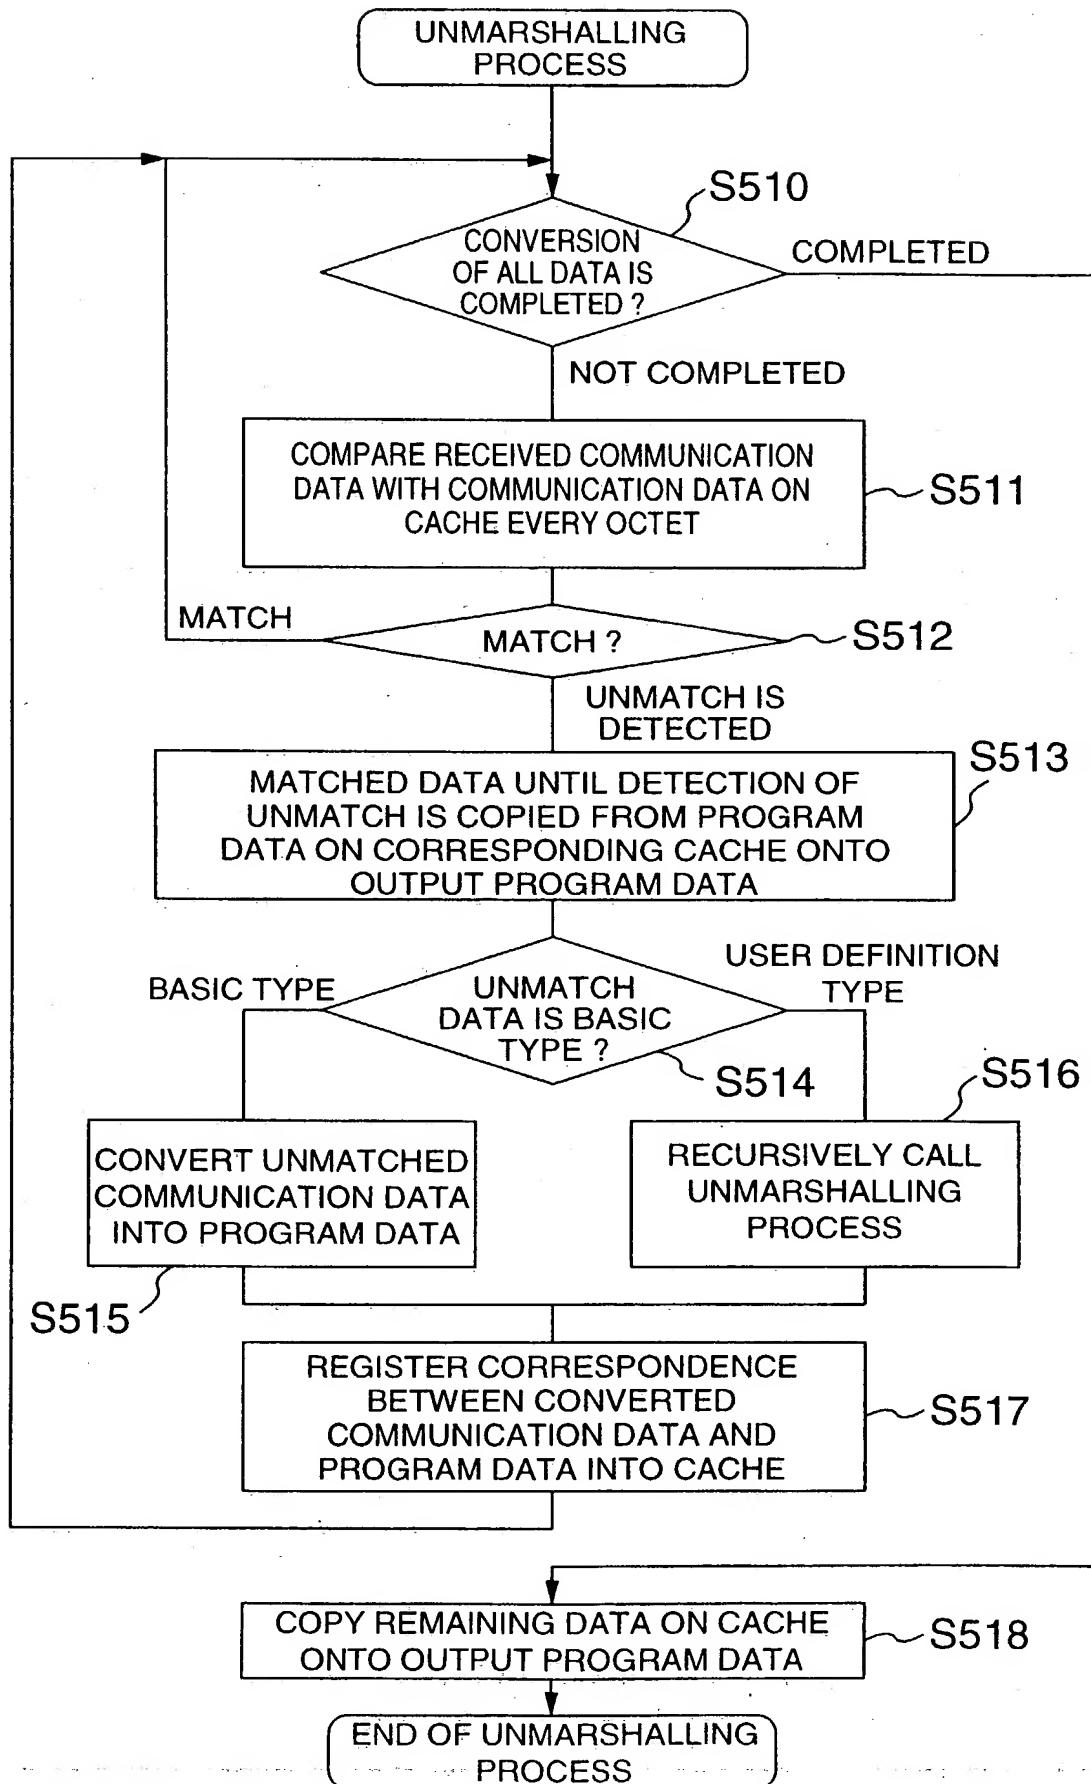 UNMARSHALLING
PROCESS
S510
CONVERSION
OF ALL DATA IS
COMPLETED ?
COMPLETED
NOT COMPLETED
COMPARE RECEIVED COMMUNICATION
DATA WITH COMMUNICATION DATA ON
CACHE EVERY OCTET
S511
MATCH
MATCH ?
S512
UNMATCH IS
DETECTED
S513
MATCHED DATA UNTIL DETECTION OF
UNMATCH IS COPIED FROM PROGRAM
DATA ON CORRESPONDING CACHE ONTO
OUTPUT PROGRAM DATA
BASIC TYPE
UNMATCH
DATA IS BASIC
TYPE ?
USER DEFINITION
TYPE
S514
S516
CONVERT UNMATCHED
COMMUNICATION DATA
INTO PROGRAM DATA
RECURSIVELY CALL
UNMARSHALLING
PROCESS
S515
REGISTER CORRESPONDENCE
BETWEEN CONVERTED
COMMUNICATION DATA AND
PROGRAM DATA INTO CACHE
S517
COPY REMAINING DATA ON CACHE
ONTO OUTPUT PROGRAM DATA
S518
END OF UNMARSHALLING
PROCESS